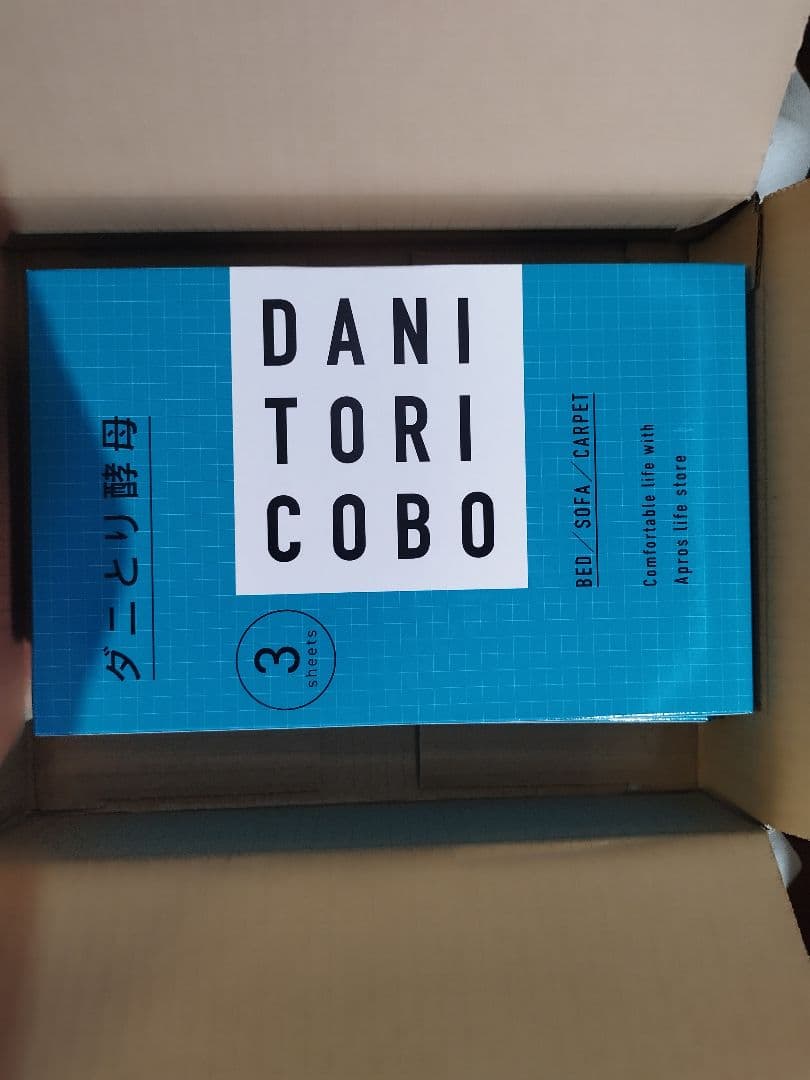 ダニとり酵母
DANI
TORI
COBO
3
sheets
BED／SOFA／CARPET
Comfortable life with
Apros life store